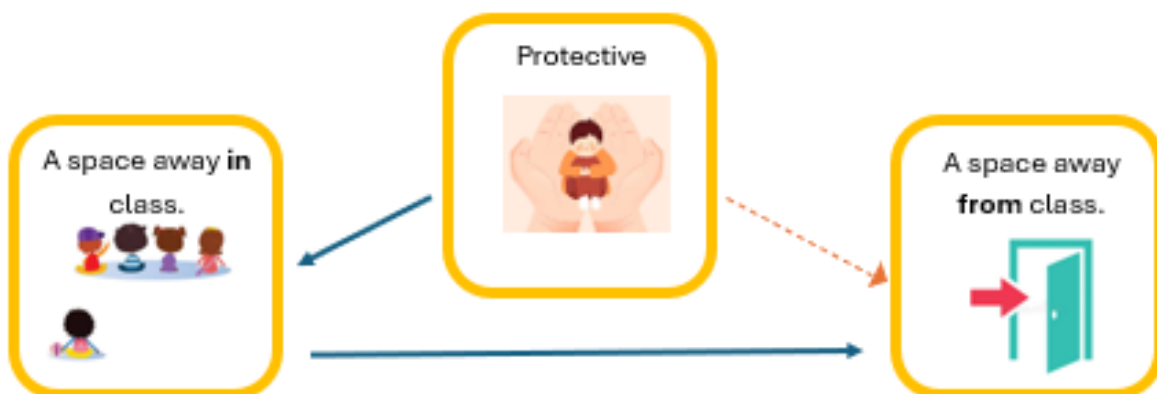 Protective
A space away in
class.
A space away
from class.